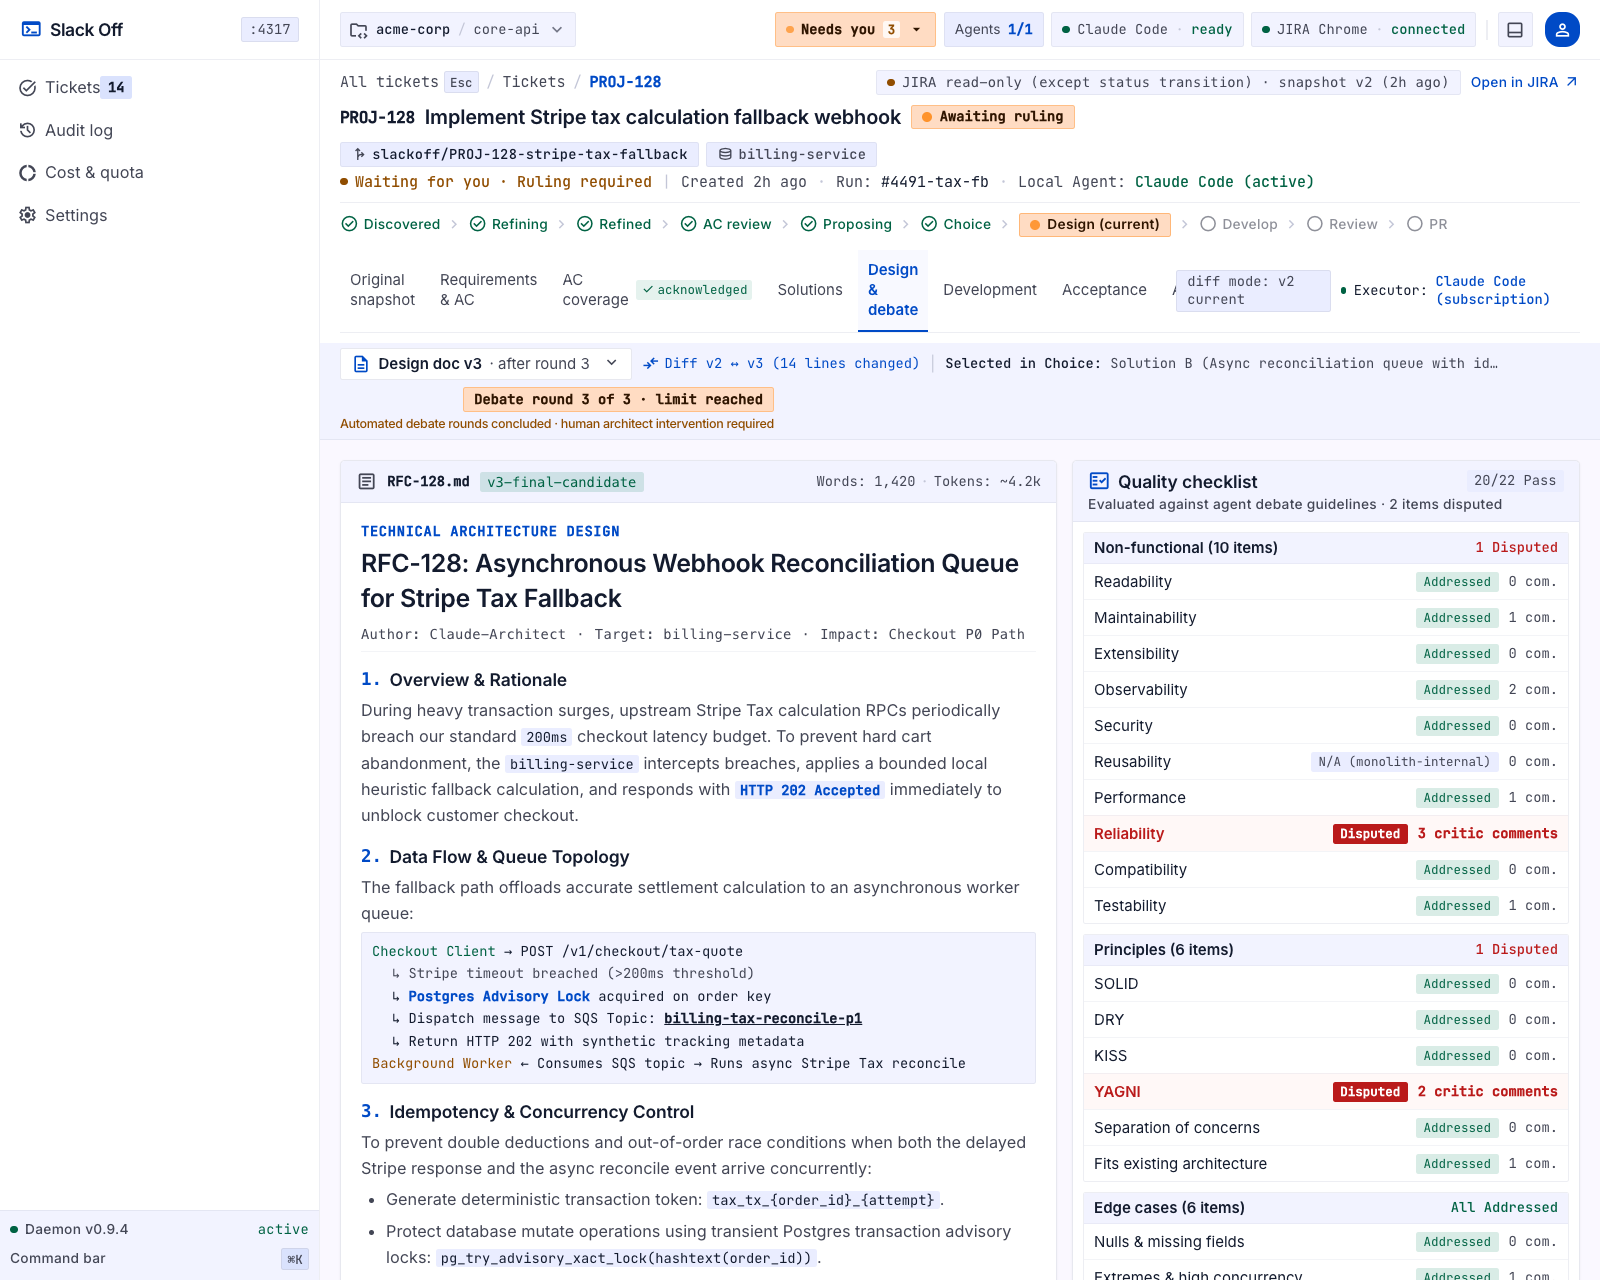 Slack Off
:4317
acme-corp / core-api
Needs you 3
Agents 1/1
Claude Code · ready
JIRA Chrome · connected
Tickets 14
Audit log
Cost & quota
Settings
All tickets Esc / Tickets / PROJ-128
JIRA read-only (except status transition) · snapshot v2 (2h ago)
Open in JIRA
PROJ-128 Implement Stripe tax calculation fallback webhook
Awaiting ruling
slackoff/PROJ-128-stripe-tax-fallback
billing-service
Waiting for you · Ruling required | Created 2h ago · Run: #4491-tax-fb · Local Agent: Claude Code (active)
Discovered
Refining
Refined
AC review
Proposing
Choice
Design (current)
Develop
Review
PR
Original
snapshot
Requirements
& AC
AC
coverage
acknowledged
Solutions
Design
&
debate
Development
Acceptance
diff mode: v2
current
Executor: Claude Code
(subscription)
Design doc v3 · after round 3
Diff v2 ↔ v3 (14 lines changed)
Selected in Choice: Solution B (Async reconciliation queue with id…
Debate round 3 of 3 · limit reached
Automated debate rounds concluded · human architect intervention required
RFC-128.md v3-final-candidate
Words: 1,420 · Tokens: ~4.2k
TECHNICAL ARCHITECTURE DESIGN
RFC-128: Asynchronous Webhook Reconciliation Queue
for Stripe Tax Fallback
Author: Claude-Architect · Target: billing-service · Impact: Checkout P0 Path
1. Overview & Rationale
During heavy transaction surges, upstream Stripe Tax calculation RPCs periodically
breach our standard 200ms checkout latency budget. To prevent hard cart
abandonment, the billing-service intercepts breaches, applies a bounded local
heuristic fallback calculation, and responds with HTTP 202 Accepted immediately to
unblock customer checkout.
2. Data Flow & Queue Topology
The fallback path offloads accurate settlement calculation to an asynchronous worker
queue:
Checkout Client → POST /v1/checkout/tax-quote
↳ Stripe timeout breached (>200ms threshold)
↳ Postgres Advisory Lock acquired on order key
↳ Dispatch message to SQS Topic: billing-tax-reconcile-p1
↳ Return HTTP 202 with synthetic tracking metadata
Background Worker ← Consumes SQS topic → Runs async Stripe Tax reconcile
3. Idempotency & Concurrency Control
To prevent double deductions and out-of-order race conditions when both the delayed
Stripe response and the async reconcile event arrive concurrently:
• Generate deterministic transaction token: tax_tx_{order_id}_{attempt}.
• Protect database mutate operations using transient Postgres transaction advisory
locks: pg_try_advisory_xact_lock(hashtext(order_id)).
Quality checklist
20/22 Pass
Evaluated against agent debate guidelines · 2 items disputed
Non-functional (10 items) 1 Disputed
Readability Addressed 0 com.
Maintainability Addressed 1 com.
Extensibility Addressed 0 com.
Observability Addressed 2 com.
Security Addressed 0 com.
Reusability N/A (monolith-internal) 0 com.
Performance Addressed 1 com.
Reliability Disputed 3 critic comments
Compatibility Addressed 0 com.
Testability Addressed 1 com.
Principles (6 items) 1 Disputed
SOLID Addressed 0 com.
DRY Addressed 0 com.
KISS Addressed 0 com.
YAGNI Disputed 2 critic comments
Separation of concerns Addressed 0 com.
Fits existing architecture Addressed 1 com.
Edge cases (6 items) All Addressed
Nulls & missing fields Addressed 0 com.
Extremes & high concurrency Addressed 1 com.
Daemon v0.9.4 active
Command bar ⌘K